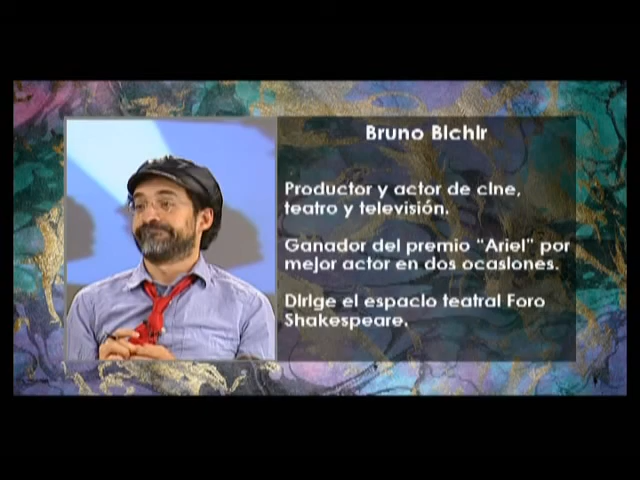 Bruno Bichir
Productor y actor de cine,
teatro y televisión.
Ganador del premio “Ariel” por
mejor actor en dos ocasiones.
Dirige el espacio teatral Foro
Shakespeare.